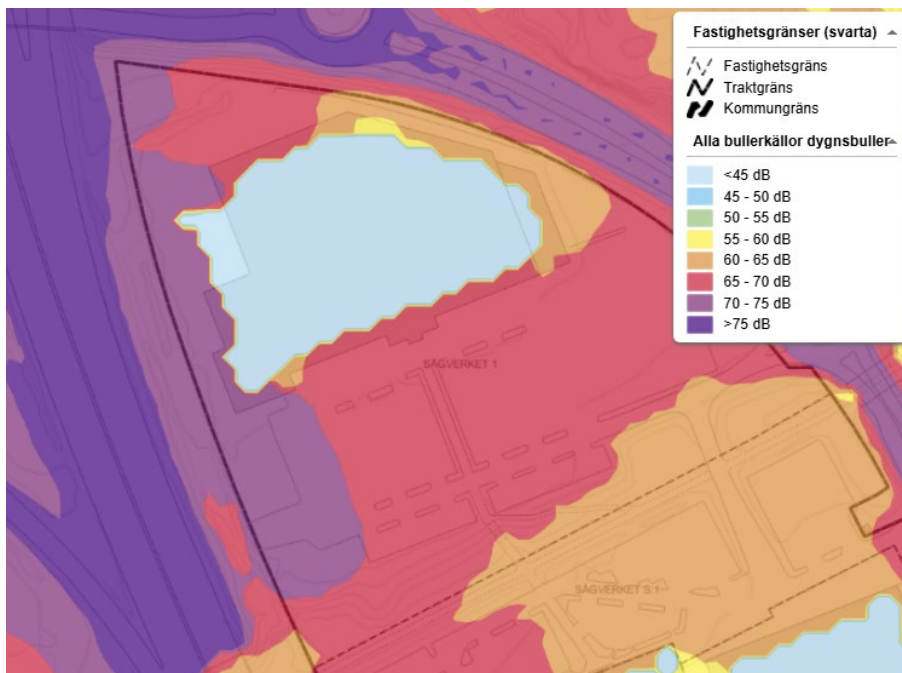 Fastighetsgränser (svarta)
Fastighetsgräns
Traktgräns
Kommungräns
Alla bullerkällor dygnsbuller
<45 dB
45 - 50 dB
50 - 55 dB
55 - 60 dB
60 - 65 dB
65 - 70 dB
70 - 75 dB
>75 dB
SÅGVERKET 1
SÅGVERKET S:1